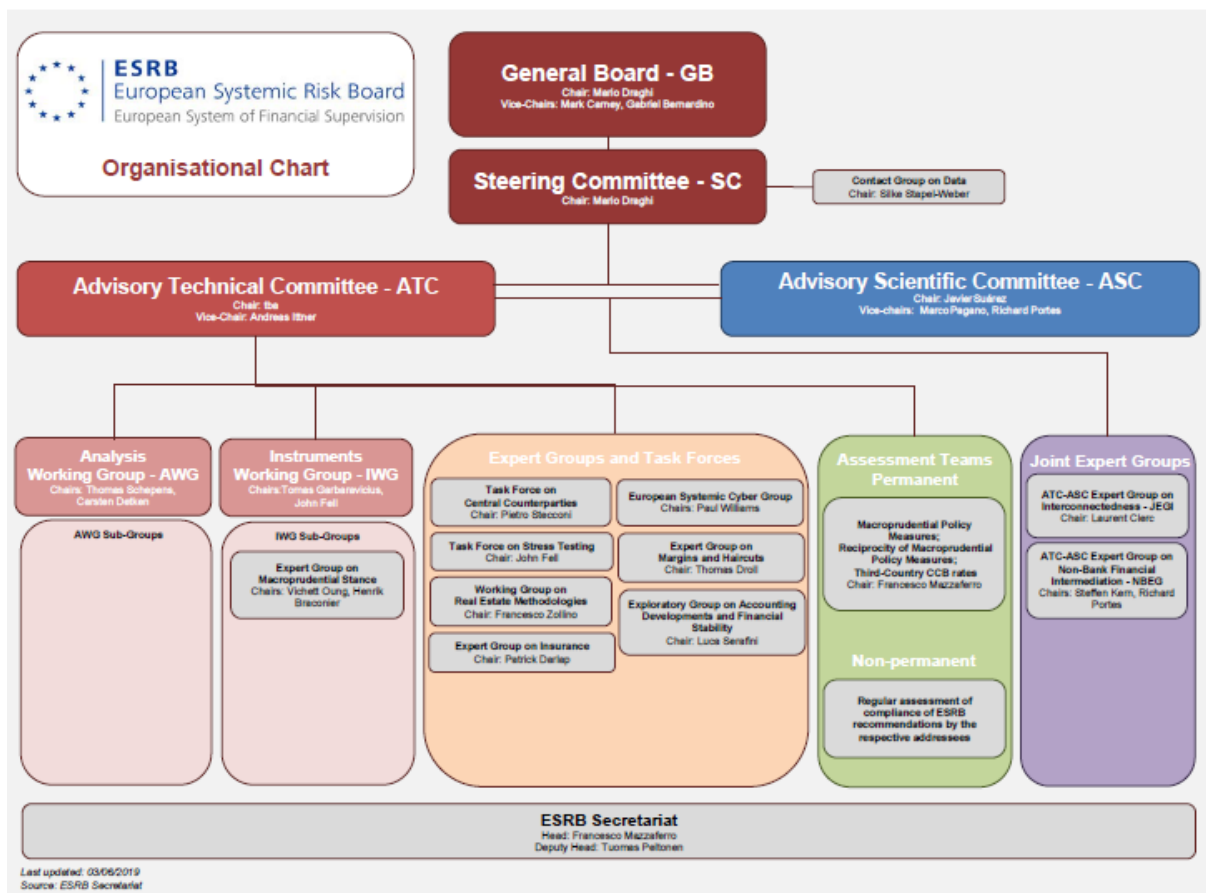 ESRB
European Systemic Risk Board
European System of Financial Supervision
Organisational Chart
General Board - GB
Chair: Mario Draghi
Vice-Chairs: Mark Carney, Gabriel Bernardino
Steering Committee - SC
Chair: Mario Draghi
Contact Group on Data
Chair: Silke Stapel-Weber
Advisory Technical Committee - ATC
Chair: tba
Vice-Chair: Andreas Ittner
Advisory Scientific Committee - ASC
Chair: Javier Suárez
Vice-chairs: Marco Pagano, Richard Portes
Analysis
Working Group - AWG
Chairs: Thomas Schepens,
Carsten Detken
AWG Sub-Groups
Instruments
Working Group - IWG
Chairs:Tomas Garbaravicius,
John Fell
IWG Sub-Groups
Expert Group on
Macroprudential Stance
Chairs: Vichett Oung, Henrik
Braconier
Expert Groups and Task Forces
Task Force on
Central Counterparties
Chair: Pietro Stecconi
Task Force on Stress Testing
Chair: John Fell
Working Group on
Real Estate Methodologies
Chair: Francesco Zollino
Expert Group on Insurance
Chair: Patrick Darlap
European Systemic Cyber Group
Chairs: Paul Williams
Expert Group on
Margins and Haircuts
Chair: Thomas Droll
Exploratory Group on Accounting
Developments and Financial
Stability
Chair: Luca Serafini
Assessment Teams
Permanent
Macroprudential Policy
Measures;
Reciprocity of Macroprudential
Policy Measures;
Third-Country CCB rates
Chair: Francesco Mazzaferro
Non-permanent
Regular assessment of
compliance of ESRB
recommendations by the
respective addressees
Joint Expert Groups
ATC-ASC Expert Group on
Interconnectedness - JEGI
Chair: Laurent Clerc
ATC-ASC Expert Group on
Non-Bank Financial
Intermediation - NBEG
Chairs: Steffen Kern, Richard
Portes
ESRB Secretariat
Head: Francesco Mazzaferro
Deputy Head: Tuomas Peltonen
Last updated: 03/06/2019
Source: ESRB Secretariat